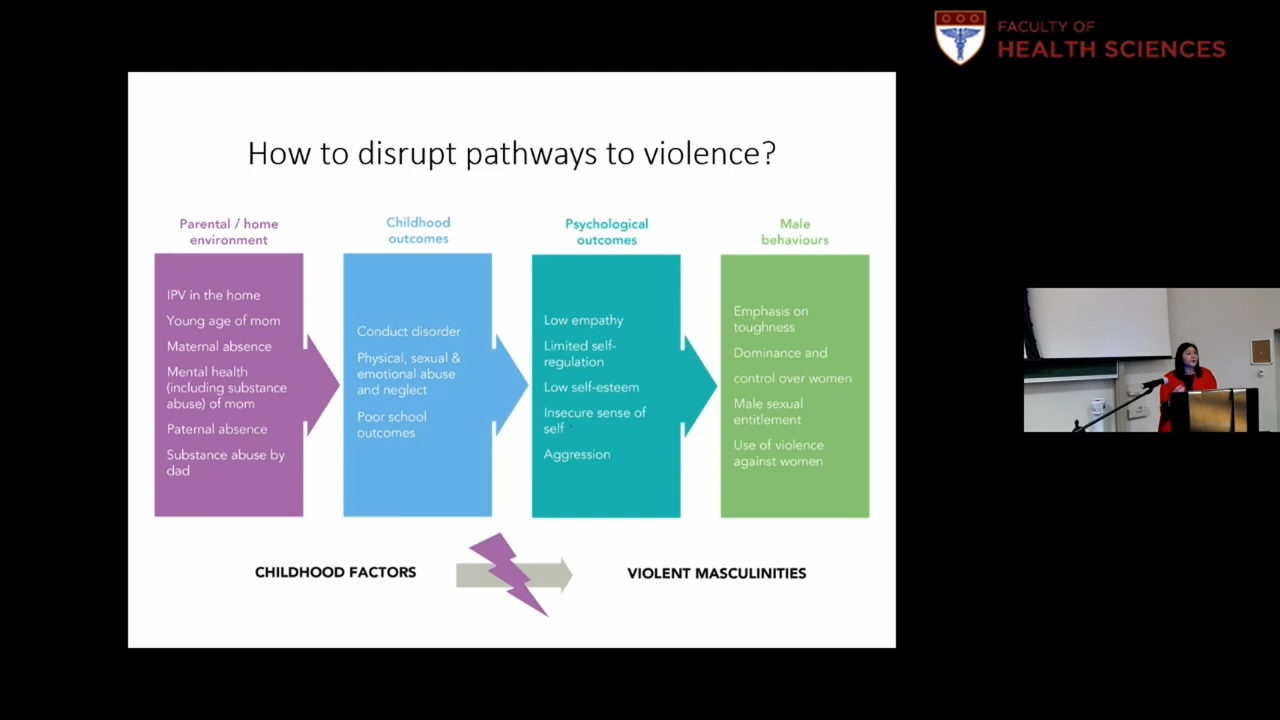 FACULTY OF
HEALTH SCIENCES
How to disrupt pathways to violence?
Parental / home
environment
IPV in the home
Young age of mom
Maternal absence
Mental health
(including substance
abuse) of mom
Paternal absence
Substance abuse by
dad
Childhood
outcomes
Conduct disorder
Physical, sexual &
emotional abuse
and neglect
Poor school
outcomes
Psychological
outcomes
Low empathy
Limited self-
regulation
Low self-esteem
Insecure sense of
self
Aggression
Male
behaviours
Emphasis on
toughness
Dominance and
control over women
Male sexual
entitlement
Use of violence
against women
CHILDHOOD FACTORS
VIOLENT MASCULINITIES